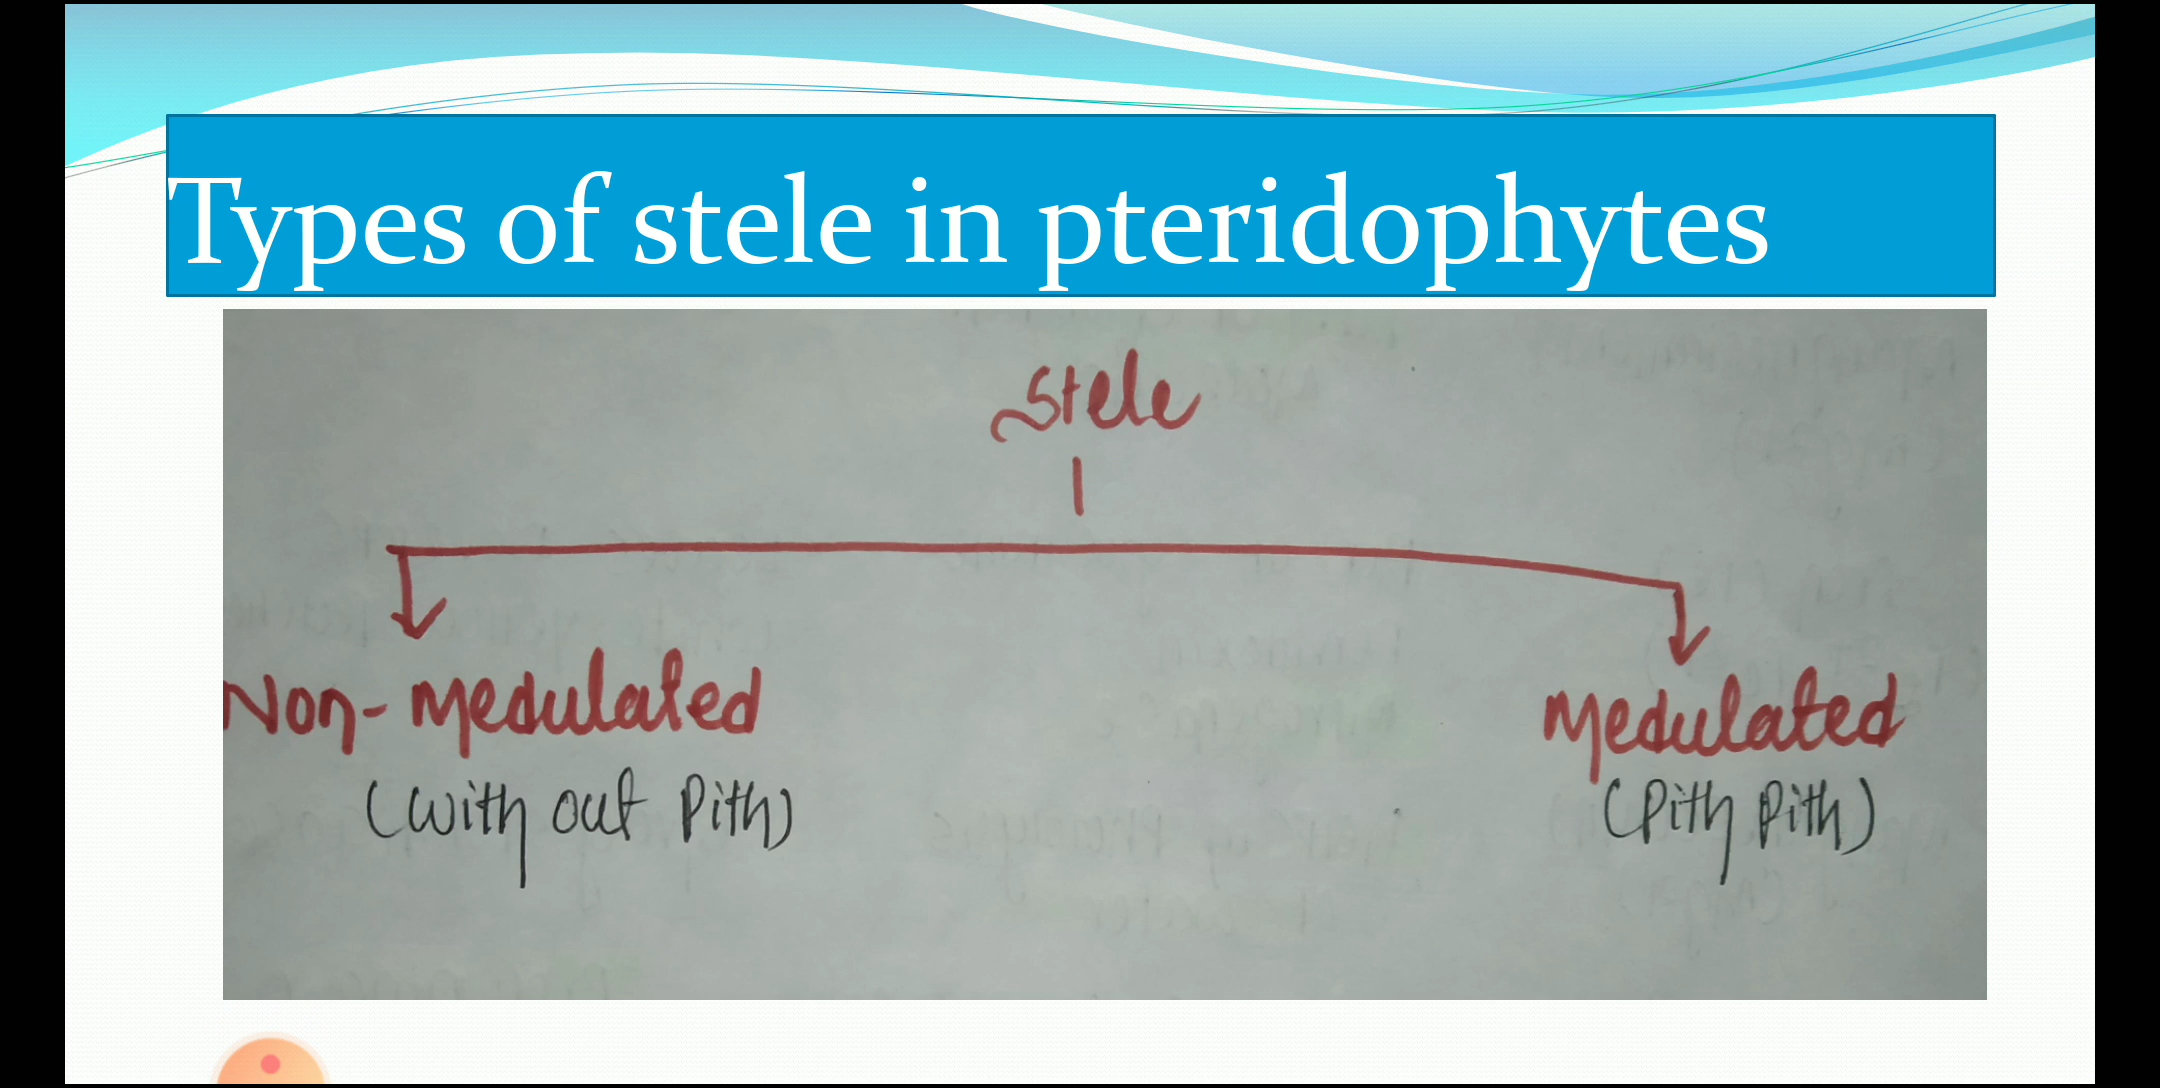 Types of stele in pteridophytes
Stele
Non-medulated
Medulated
(with out Pith)
(Pith Pith)